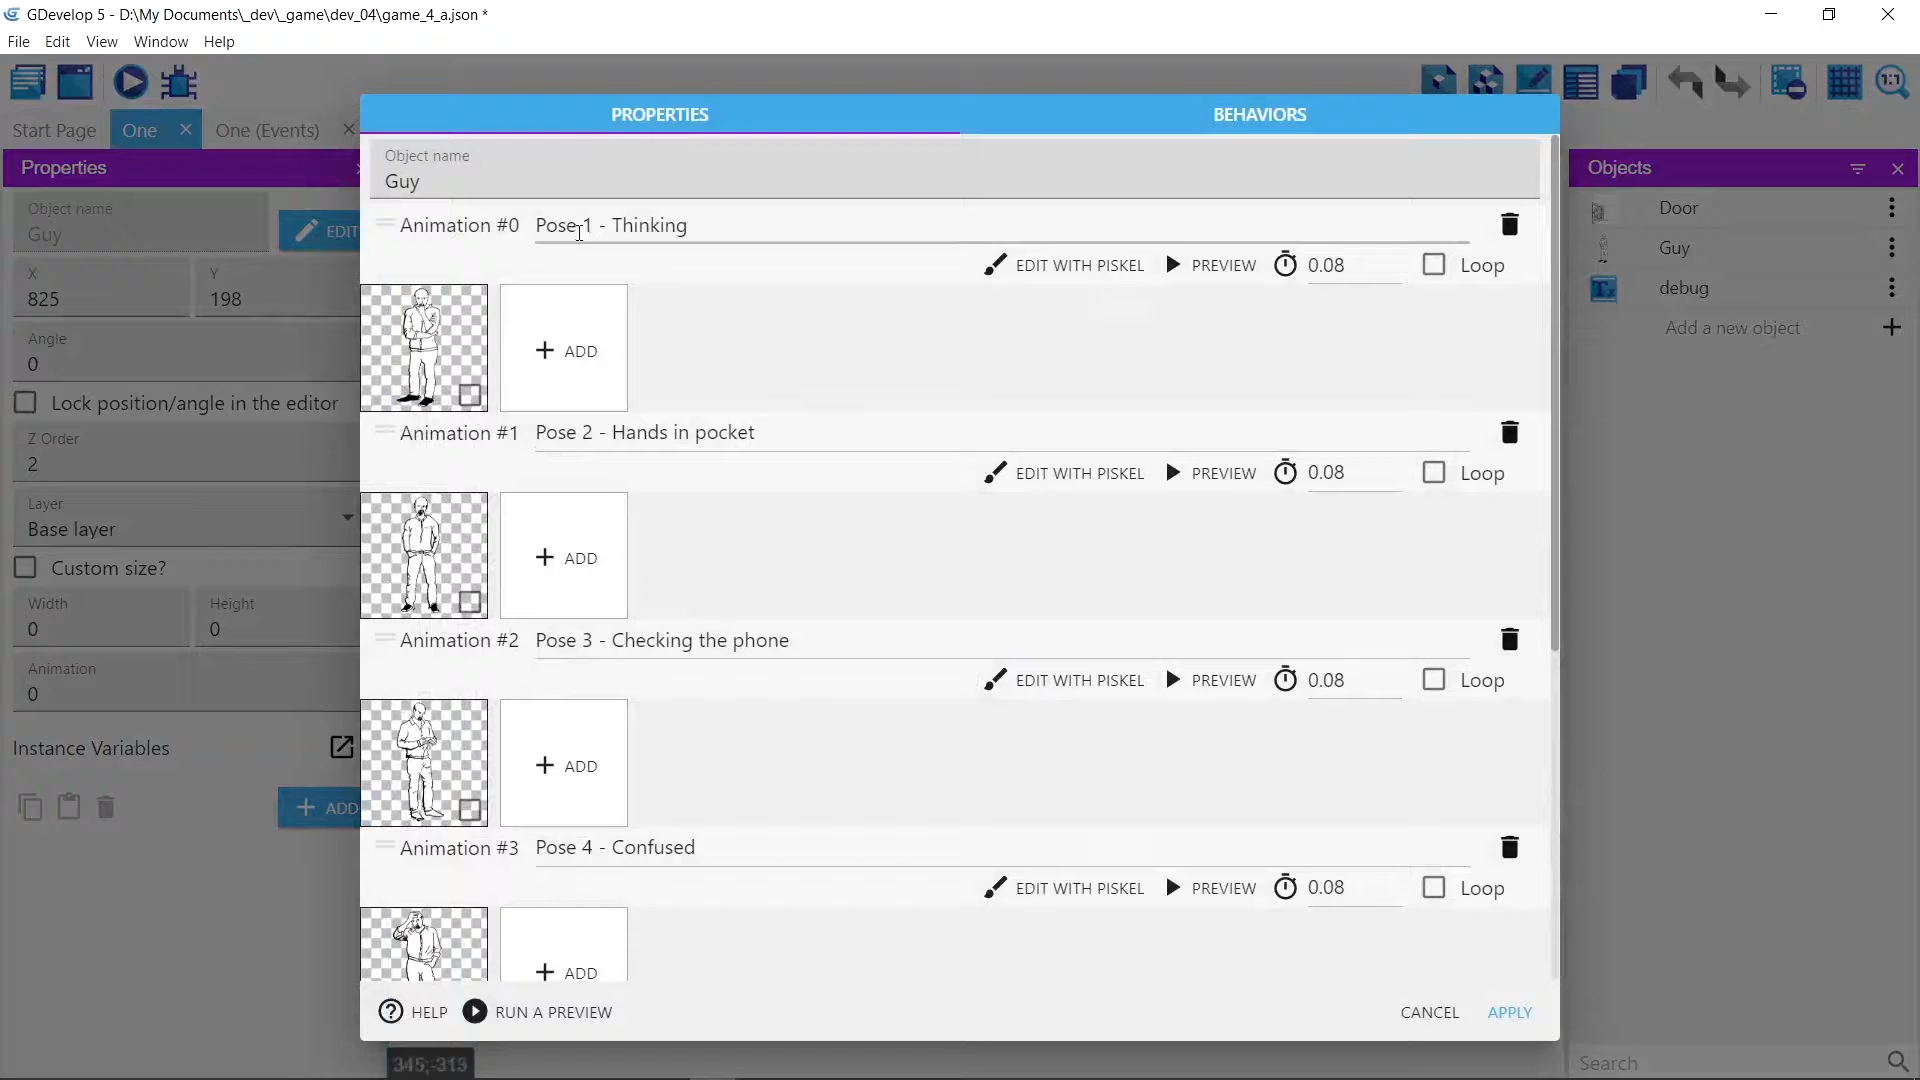 GDevelop 5 - D:\My Documents\_dev\_game\dev_04\game_4_a.json *
File Edit View Window Help
1:1
Start Page One One (Events)
Properties
Object name
Guy
EDIT
X
825
Y
198
Angle
0
Lock position/angle in the editor
Z Order
2
Layer
Base layer
Custom size?
Width
0
Height
0
Animation
0
Instance Variables
ADD
PROPERTIES
BEHAVIORS
Object name
Guy
Animation #0 Pose 1 - Thinking
EDIT WITH PISKEL PREVIEW 0.08 Loop
ADD
Animation #1 Pose 2 - Hands in pocket
EDIT WITH PISKEL PREVIEW 0.08 Loop
ADD
Animation #2 Pose 3 - Checking the phone
EDIT WITH PISKEL PREVIEW 0.08 Loop
ADD
Animation #3 Pose 4 - Confused
EDIT WITH PISKEL PREVIEW 0.08 Loop
ADD
HELP RUN A PREVIEW
CANCEL APPLY
345;-313
Objects
Door
Guy
Tx debug
Add a new object
Search